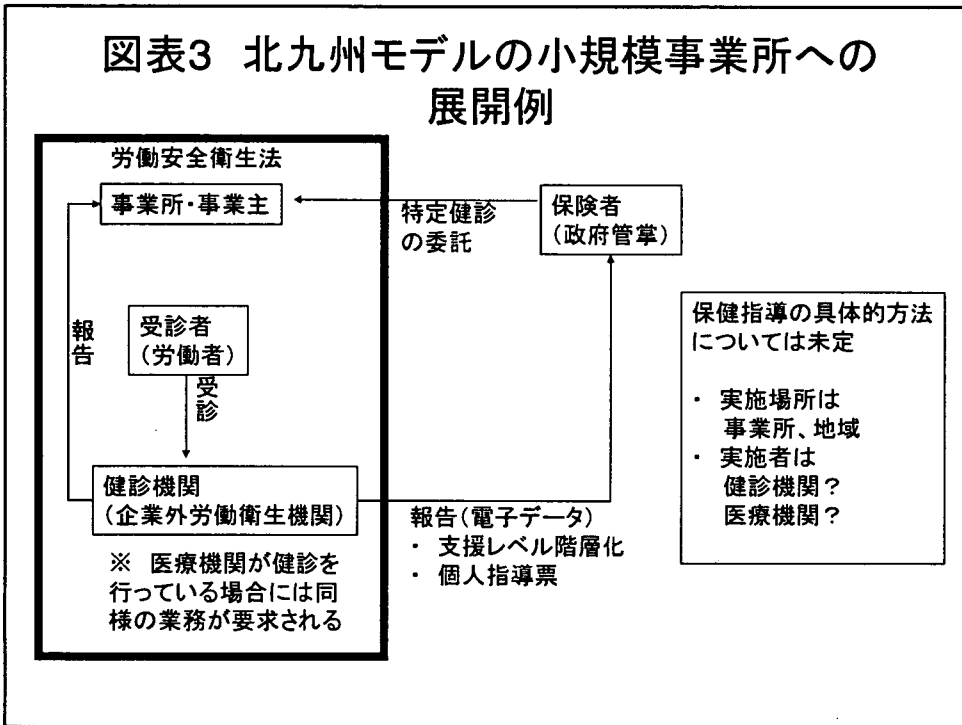 図表3 北九州モデルの小規模事業所への
展開例
労働安全衛生法
事業所・事業主
特定健診
の委託
保険者
(政府管掌)
報告
受診者
(労働者)
受診
健診機関
(企業外労働衛生機関)
※ 医療機関が健診を
行っている場合には同
様の業務が要求される
報告(電子データ)
・ 支援レベル階層化
・ 個人指導票
保健指導の具体的方法
については未定
・ 実施場所は
事業所、地域
・ 実施者は
健診機関?
医療機関?